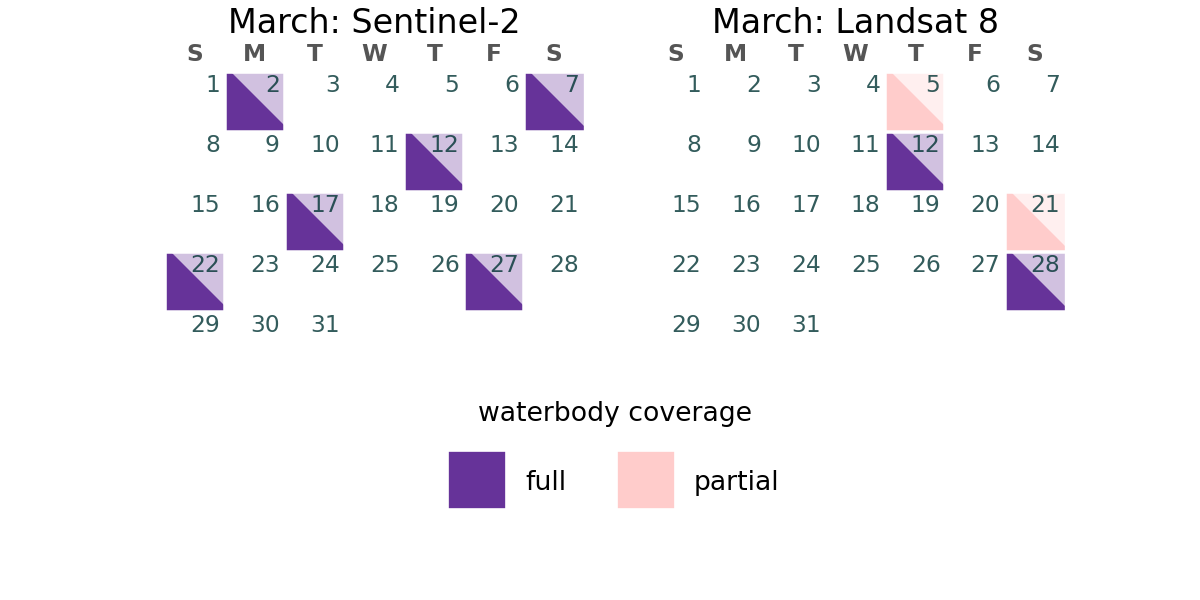 March: Sentinel-2
S M T W T F S
1 2 3 4 5 6 7
8 9 10 11 12 13 14
15 16 17 18 19 20 21
22 23 24 25 26 27 28
29 30 31
March: Landsat 8
S M T W T F S
1 2 3 4 5 6 7
8 9 10 11 12 13 14
15 16 17 18 19 20 21
22 23 24 25 26 27 28
29 30 31
waterbody coverage
full partial